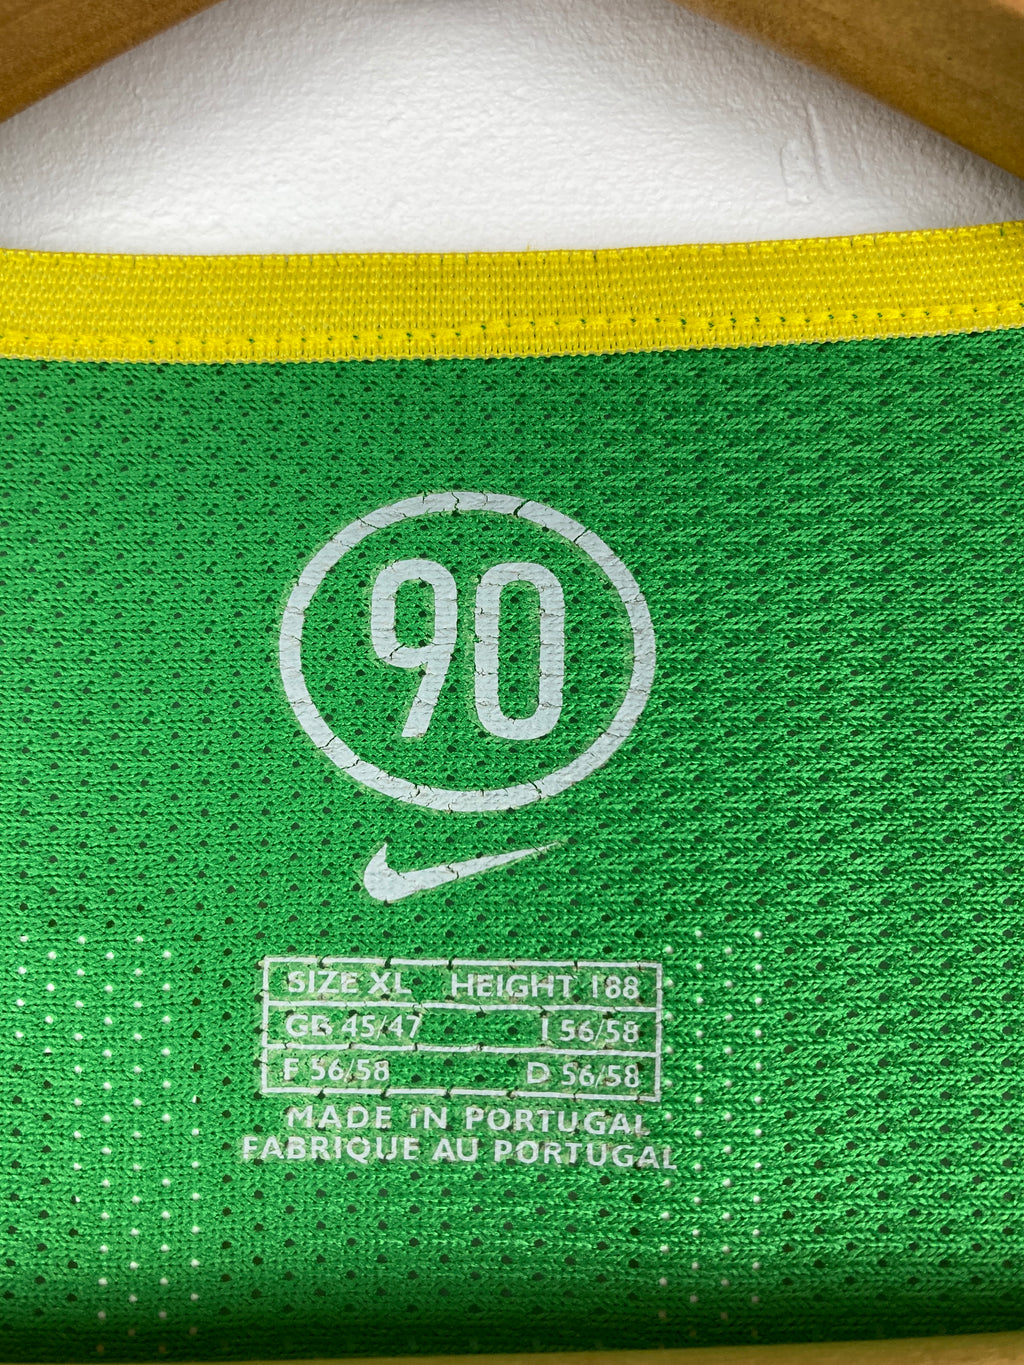 90
SIZE XL HEIGHT 188
GB 45/47 I 56/58
F 56/58 D 56/58
MADE IN PORTUGAL
FABRIQUE AU PORTUGAL